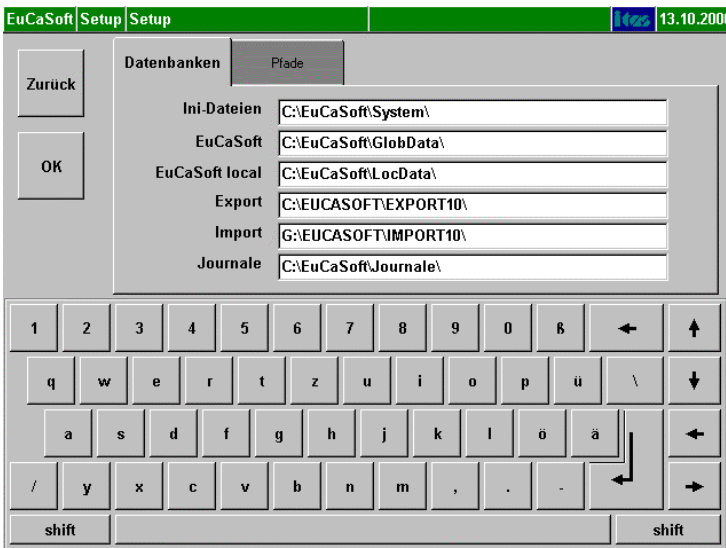 EuCaSoft Setup Setup itas 13.10.200
Zurück
OK
Datenbanken Pfade
Ini-Dateien C:\EuCaSoft\System\
EuCaSoft C:\EuCaSoft\GlobData\
EuCaSoft local C:\EuCaSoft\LocData\
Export C:\EUCASOFT\EXPORT10\
Import G:\EUCASOFT\IMPORT10\
Journale C:\EuCaSoft\Journale\
1 2 3 4 5 6 7 8 9 0 ß
q w e r t z u i o p ü \
a s d f g h j k l ö ä
/ y x c v b n m , . -
shift shift